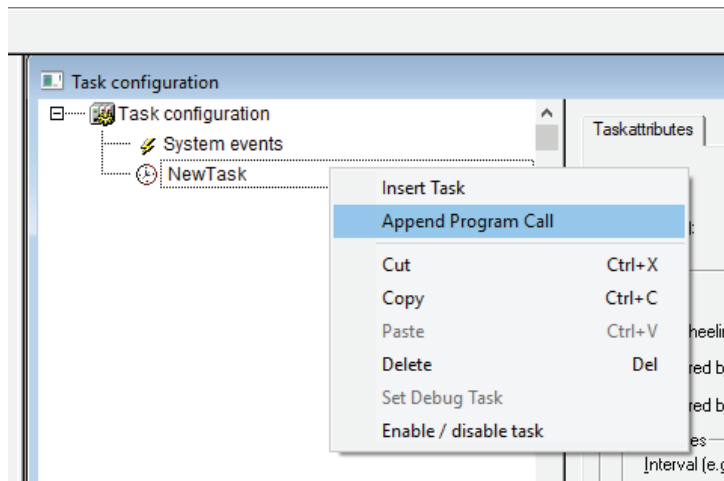 Task configuration
Task configuration
System events
NewTask
Taskattributes
Insert Task
Append Program Call
Cut Ctrl+X
Copy Ctrl+C
Paste Ctrl+V
Delete Del
Set Debug Task
Enable / disable task
Interval (e.g